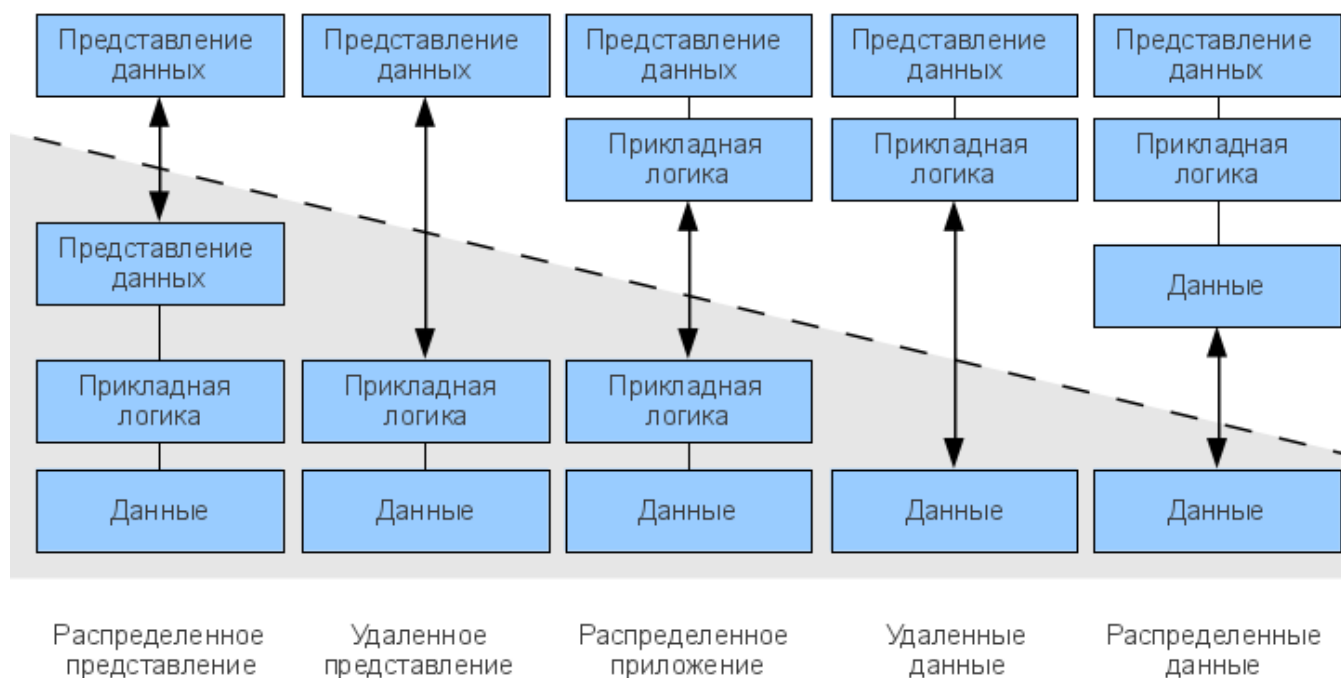 Представление
данных
Представление
данных
Представление
данных
Представление
данных
Представление
данных
Прикладная
логика
Прикладная
логика
Прикладная
логика
Представление
данных
Данные
Прикладная
логика
Прикладная
логика
Прикладная
логика
Данные
Данные
Данные
Данные
Данные
Распределенное
представление
Удаленное
представление
Распределенное
приложение
Удаленные
данные
Распределенные
данные